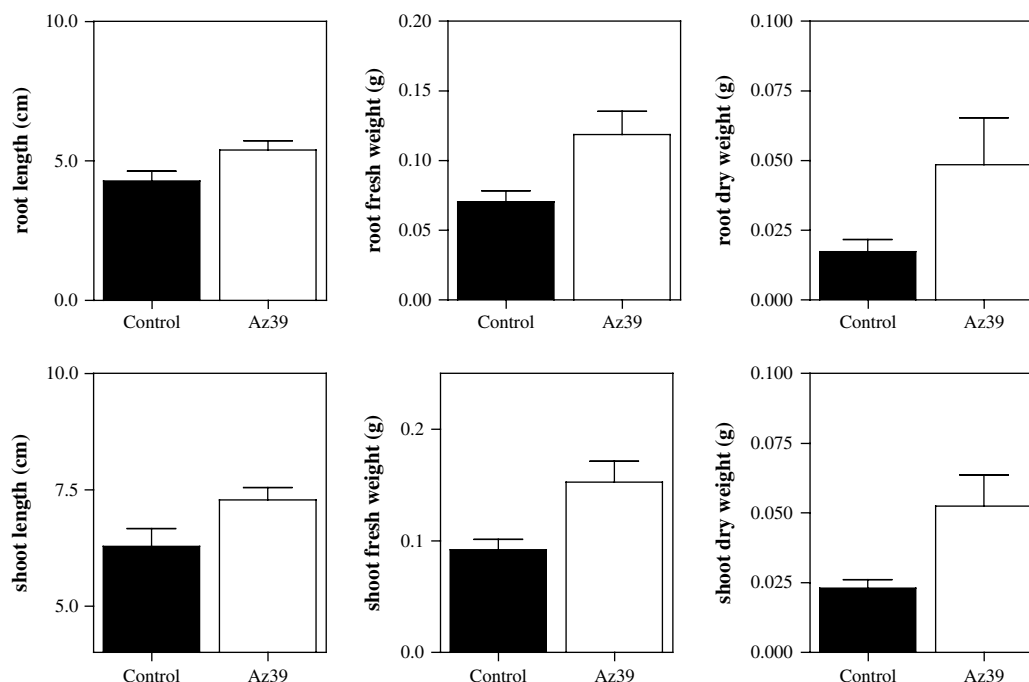 root length (cm)
10.0
5.0
0.0
Control Az39
root fresh weight (g)
0.20
0.15
0.10
0.05
0.00
Control Az39
root dry weight (g)
0.100
0.075
0.050
0.025
0.000
Control Az39
shoot length (cm)
10.0
7.5
5.0
Control Az39
shoot fresh weight (g)
0.2
0.1
0.0
Control Az39
shoot dry weight (g)
0.100
0.075
0.050
0.025
0.000
Control Az39